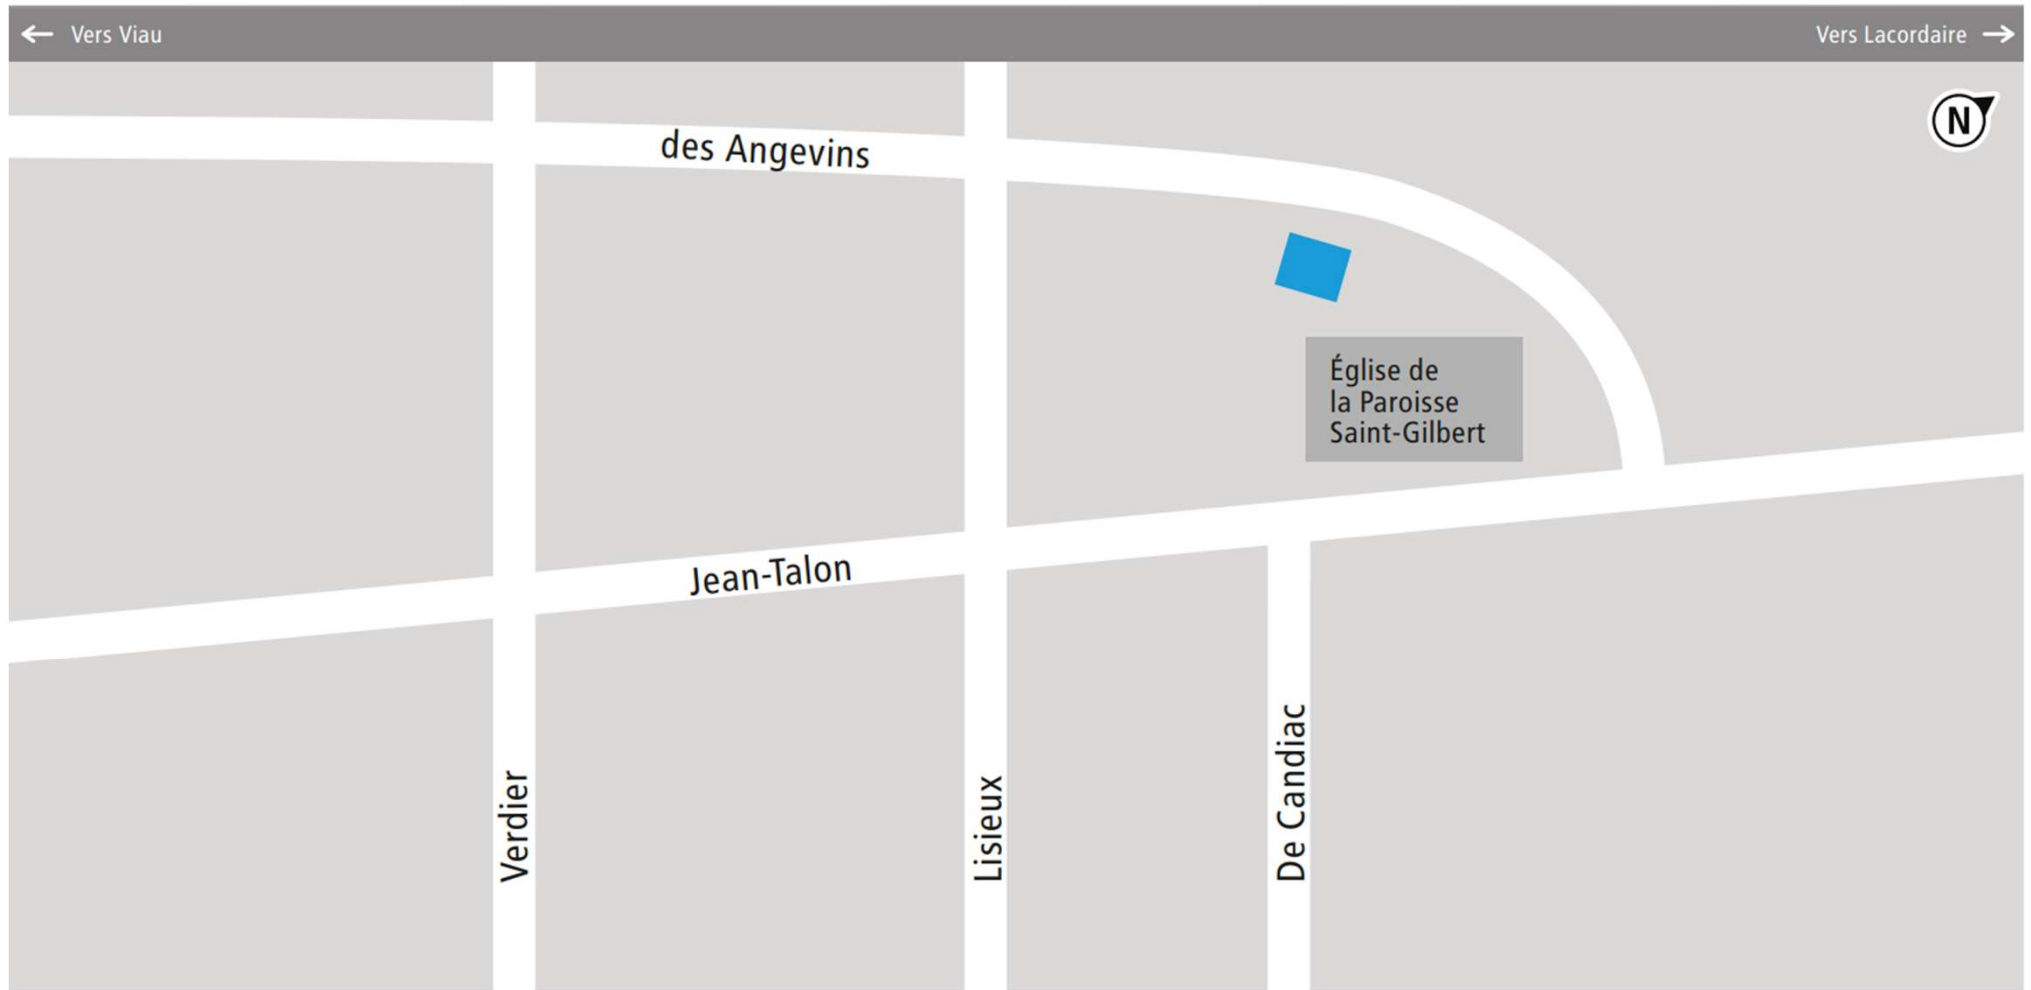 ← Vers Viau
Vers Lacordaire →
N
des Angevins
Église de
la Paroisse
Saint-Gilbert
Jean-Talon
Verdier
Lisieux
De Candiac